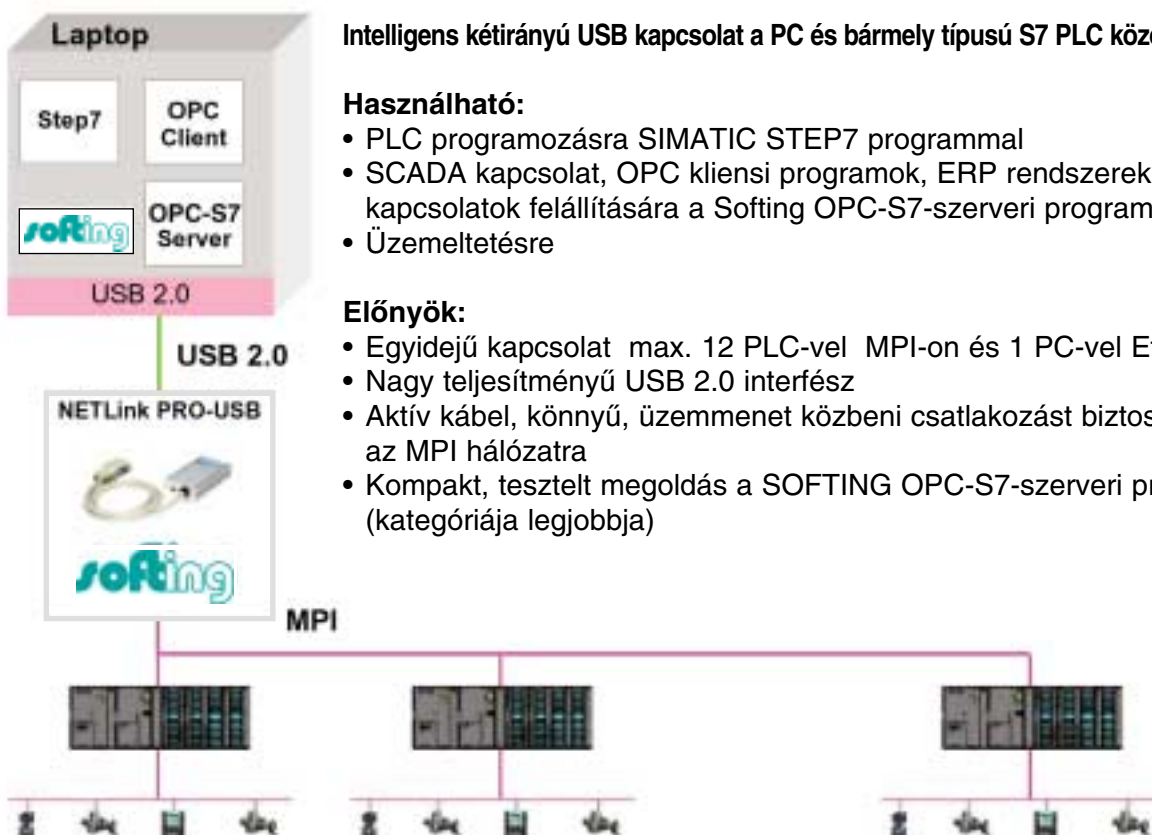 Laptop
Step7
OPC
Client
softing
OPC-S7
Server
USB 2.0
USB 2.0
NETLink PRO-USB
softing
MPI
Intelligens kétirányú USB kapcsolat a PC és bármely típusú S7 PLC
Használható:
• PLC programozásra SIMATIC STEP7 programmal
• SCADA kapcsolat, OPC kliensi programok, ERP rendszerek
kapcsolatok felállítására a Softing OPC-S7-szerveri program
• Üzemeltetésre
Előnyök:
• Egyidejű kapcsolat max. 12 PLC-vel MPI-on és 1 PC-vel
• Nagy teljesítményű USB 2.0 interfész
• Aktív kábel, könnyű, üzemmenet közbeni csatlakozást
az MPI hálózatra
• Kompakt, tesztelt megoldás a SOFTING OPC-S7-szerveri
(kategóriája legjobbja)